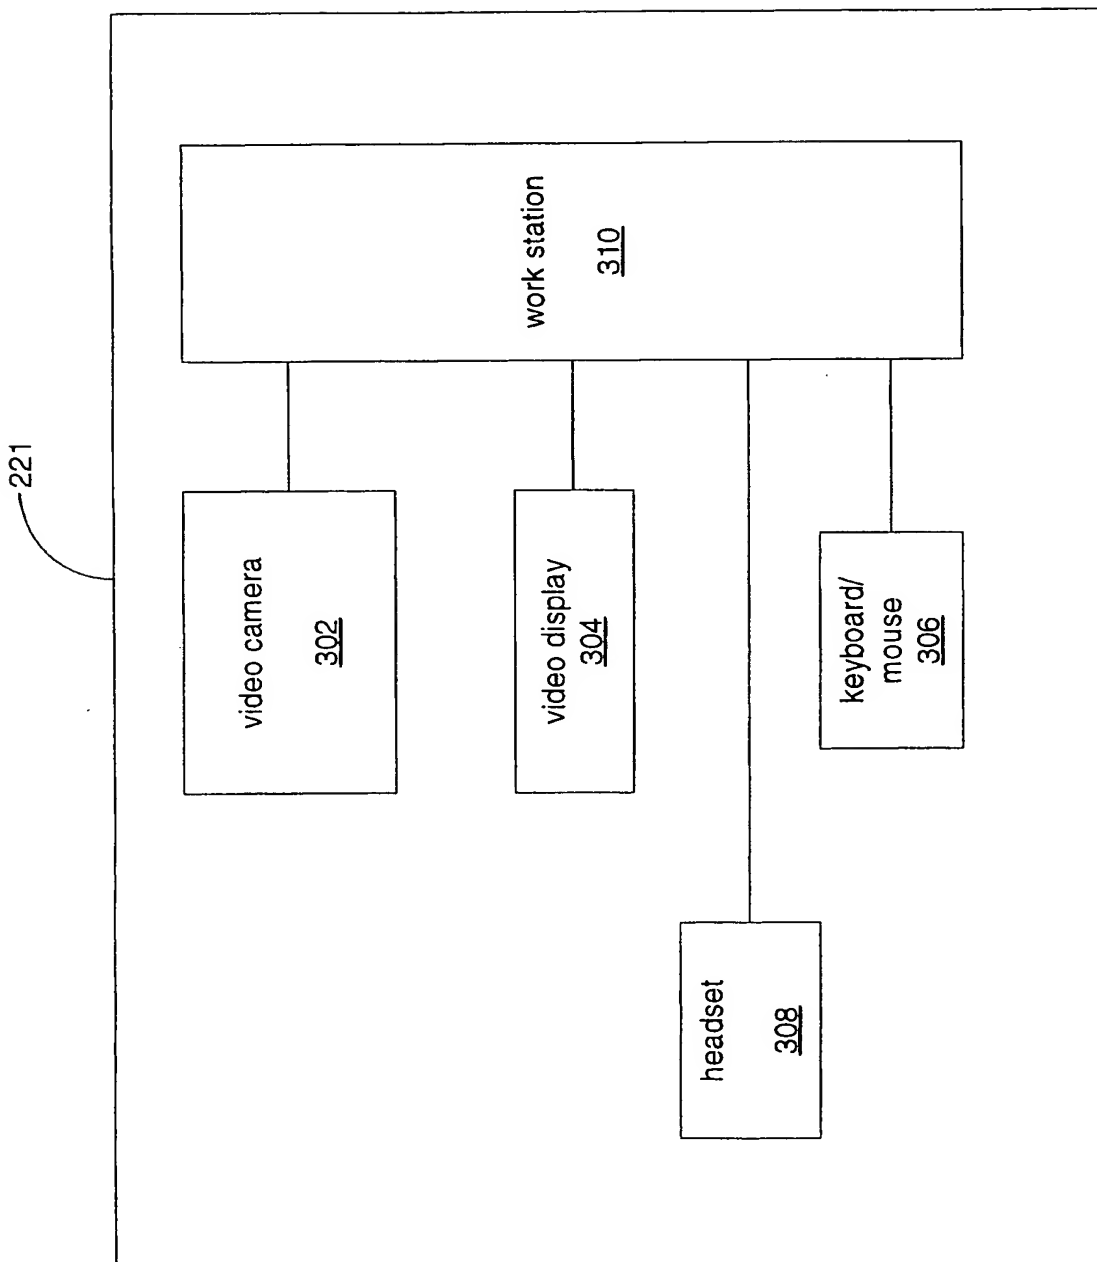 221
video camera
302
video display
304
headset
308
keyboard/
mouse
306
work station
310